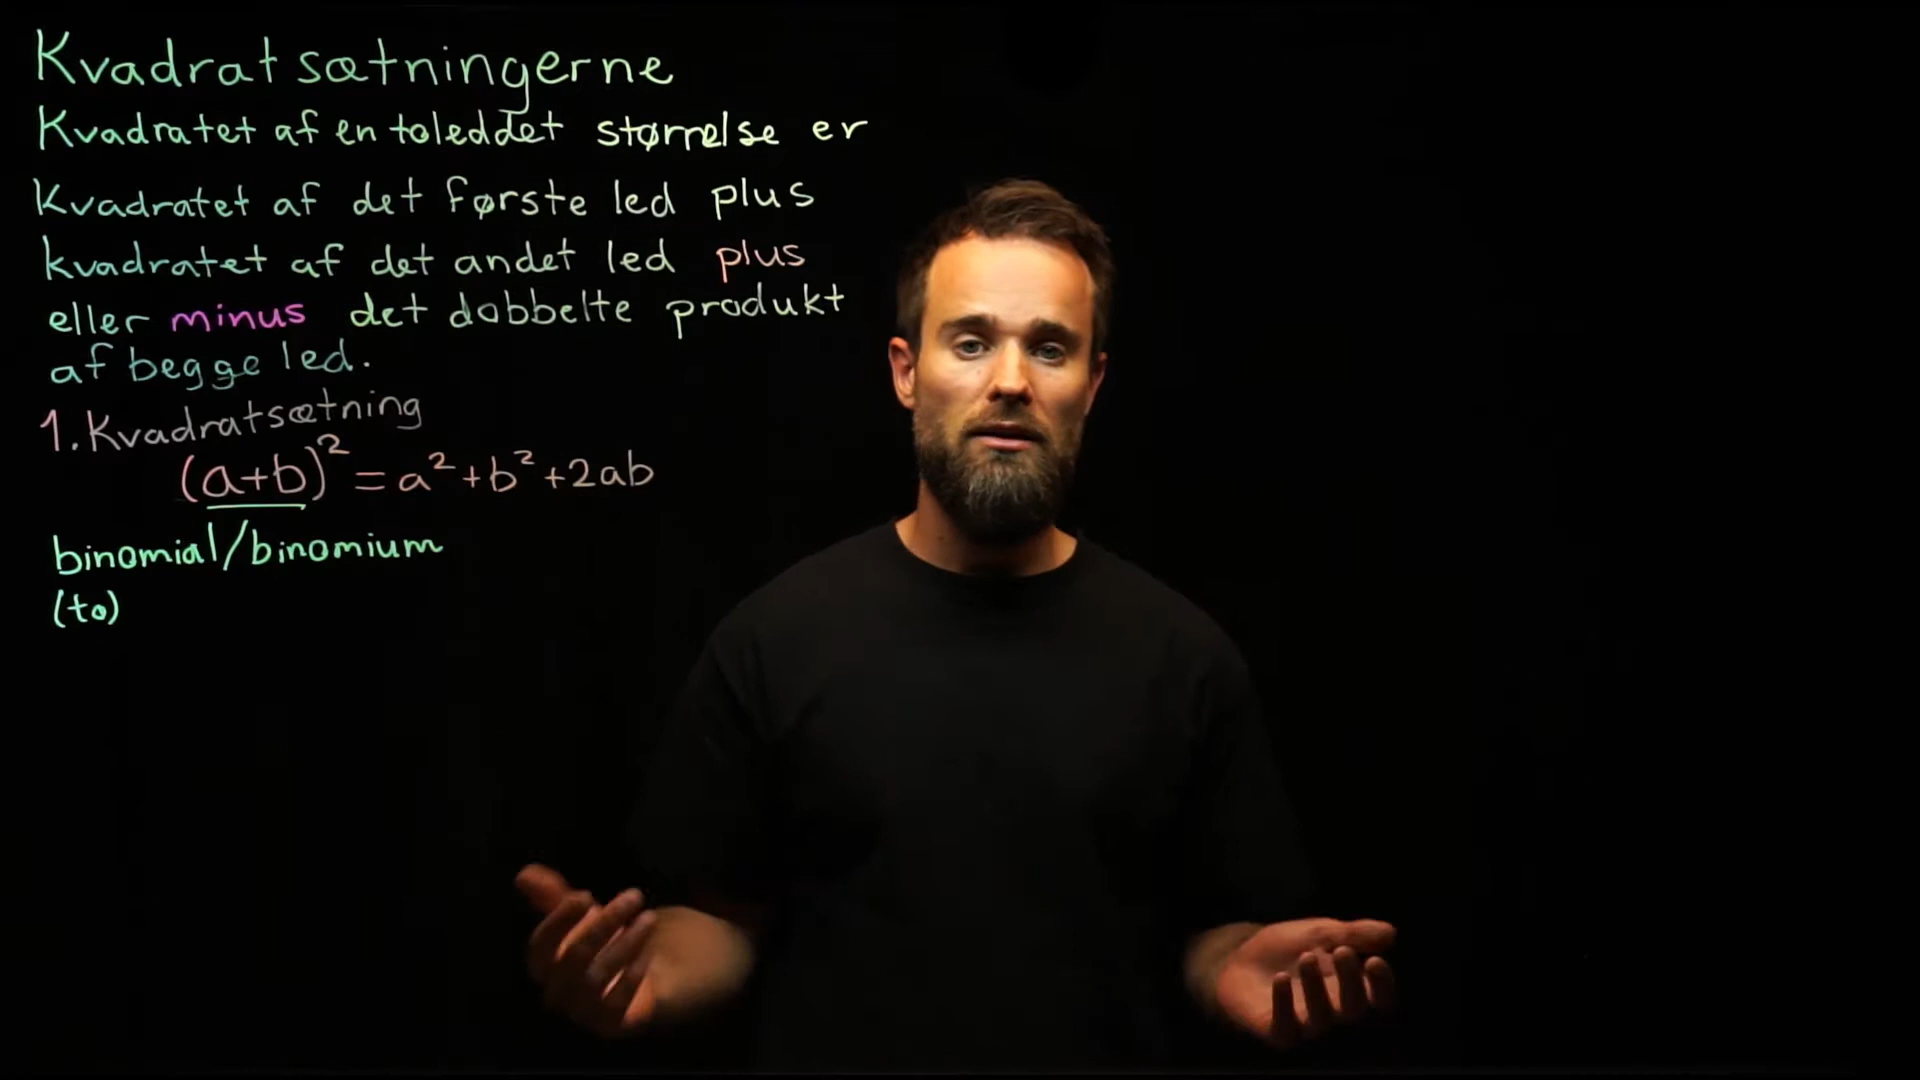 Kvadratsætningerne
Kvadratet af en toleddet størrelse er
kvadratet af det første led plus
kvadratet af det andet led plus
eller minus det dobbelte produkt
af begge led.
1. Kvadratsætning
(a+b)² = a² + b² + 2ab
binomial/binomium
(to)